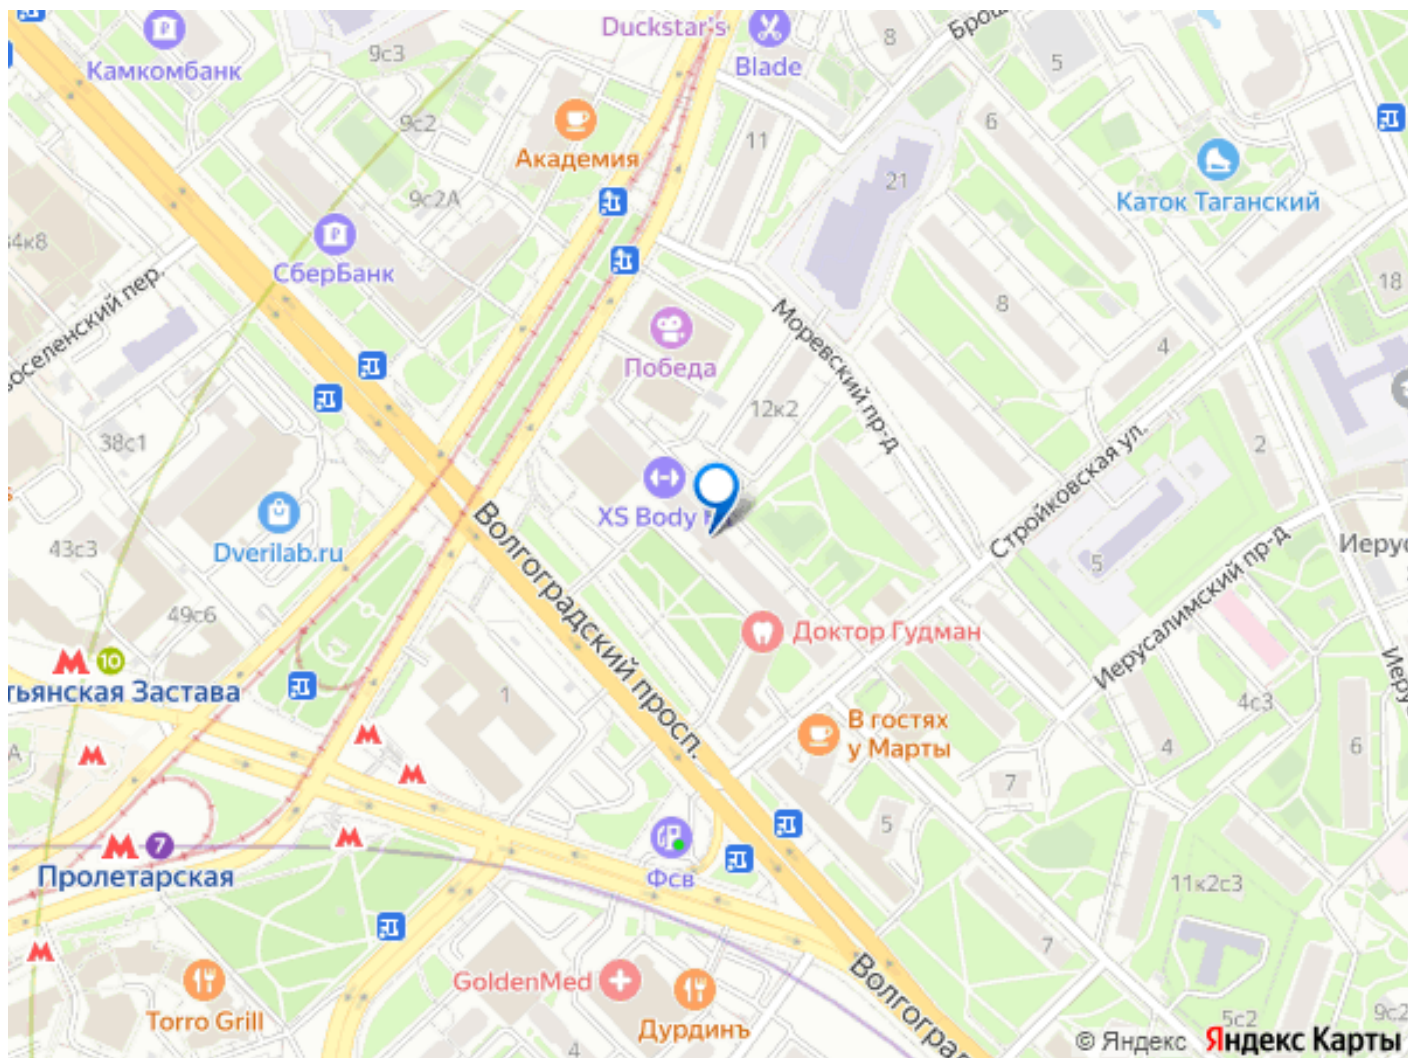 Duckstar's
Камкомбанк
9с3
Blade
8
5
9с2
Академия
11
6
21
9с2А
Каток Таганский
СберБанк
34к8
18
8
Моревский пр-д
Победа
4
12к2
38с1
2
XS Body
Волгоградский просп.
Стройковская ул.
Dverilab.ru
43с3
5
Иерусалимский пр-д
49с6
Доктор Гудман
М 10
тьянская Застава
1
В гостях
у Марты
4с3
4
6
7
М
М
М
М
М 7
Пролетарская
Фсв
5
11к2с3
7
М
GoldenMed
Torro Grill
Дурдинъ
4
5с2
9с2
© Яндекс Яндекс Карты